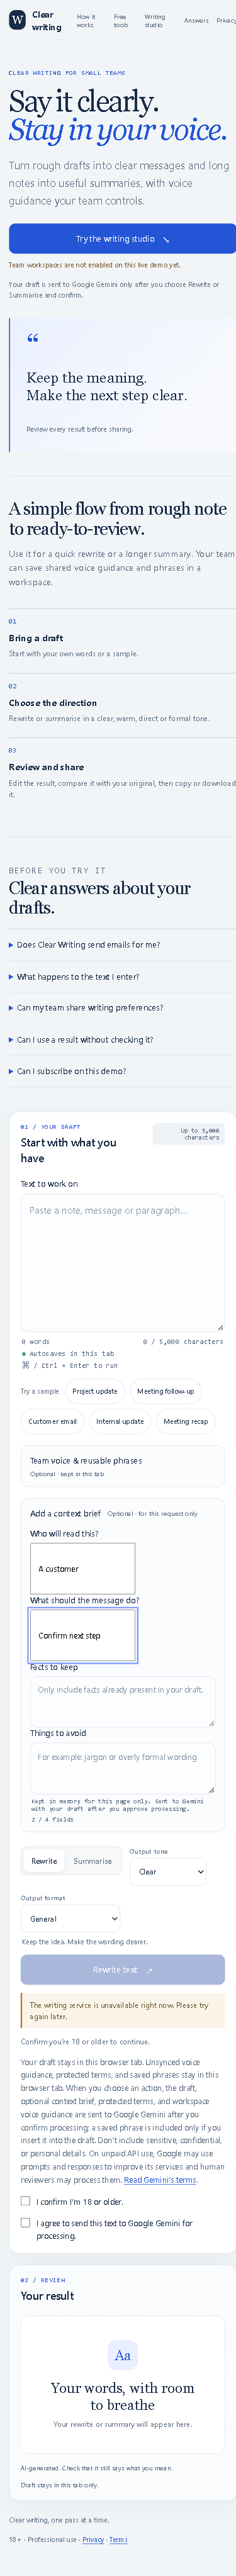 W
Clear writing
How it works
Free tools
Writing studio
Answers
Privacy
CLEAR WRITING FOR SMALL TEAMS
Say it clearly.
Stay in your voice.
Turn rough drafts into clear messages and long
notes into useful summaries, with voice
guidance your team controls.
Try the writing studio ↘
Team workspaces are not enabled on this live demo yet.
Your draft is sent to Google Gemini only after you choose Rewrite or
Summarise and confirm.
“
Keep the meaning.
Make the next step clear.
Review every result before sharing.
A simple flow from rough note
to ready-to-review.
Use it for a quick rewrite or a longer summary. Your team
can save shared voice guidance and phrases in a
workspace.
01
Bring a draft
Start with your own words or a sample.
02
Choose the direction
Rewrite or summarise in a clear, warm, direct or formal tone.
03
Review and share
Edit the result, compare it with your original, then copy or download
it.
BEFORE YOU TRY IT
Clear answers about your
drafts.
Does Clear Writing send emails for me?
What happens to the text I enter?
Can my team share writing preferences?
Can I use a result without checking it?
Can I subscribe on this demo?
01 / YOUR DRAFT
Start with what you
have
Up to 5,000
characters
Text to work on
Paste a note, message or paragraph...
0 words
0 / 5,000 characters
Autosaves in this tab
⌘ / Ctrl + Enter to run
Try a sample
Project update
Meeting follow-up
Customer email
Internal update
Meeting recap
Team voice & reusable phrases
Optional · kept in this tab
Add a context brief
Optional · for this request only
Who will read this?
A customer
What should the message do?
Confirm next step
Facts to keep
Only include facts already present in your draft.
Things to avoid
For example: jargon or overly formal wording
Kept in memory for this page only. Sent to Gemini
with your draft after you approve processing.
2 / 4 fields
Rewrite
Summarise
Output tone
Clear
Output format
General
Keep the idea. Make the wording clearer.
Rewrite text ↗
The writing service is unavailable right now. Please try
again later.
Confirm you're 18 or older to continue.
Your draft stays in this browser tab. Unsynced voice
guidance, protected terms, and saved phrases stay in this
browser tab. When you choose an action, the draft,
optional context brief, protected terms, and workspace
voice guidance are sent to Google Gemini after you
confirm processing; a saved phrase is included only if you
insert it into the draft. Don't include sensitive, confidential,
or personal details. On unpaid API use, Google may use
prompts and responses to improve its services and human
reviewers may process them. Read Gemini's terms.
I confirm I'm 18 or older.
I agree to send this text to Google Gemini for
processing.
02 / REVIEW
Your result
Aa
Your words, with room
to breathe
Your rewrite or summary will appear here.
AI-generated. Check that it still says what you mean.
Draft stays in this tab only.
Clear writing, one pass at a time.
18+ · Professional use · Privacy · Terms